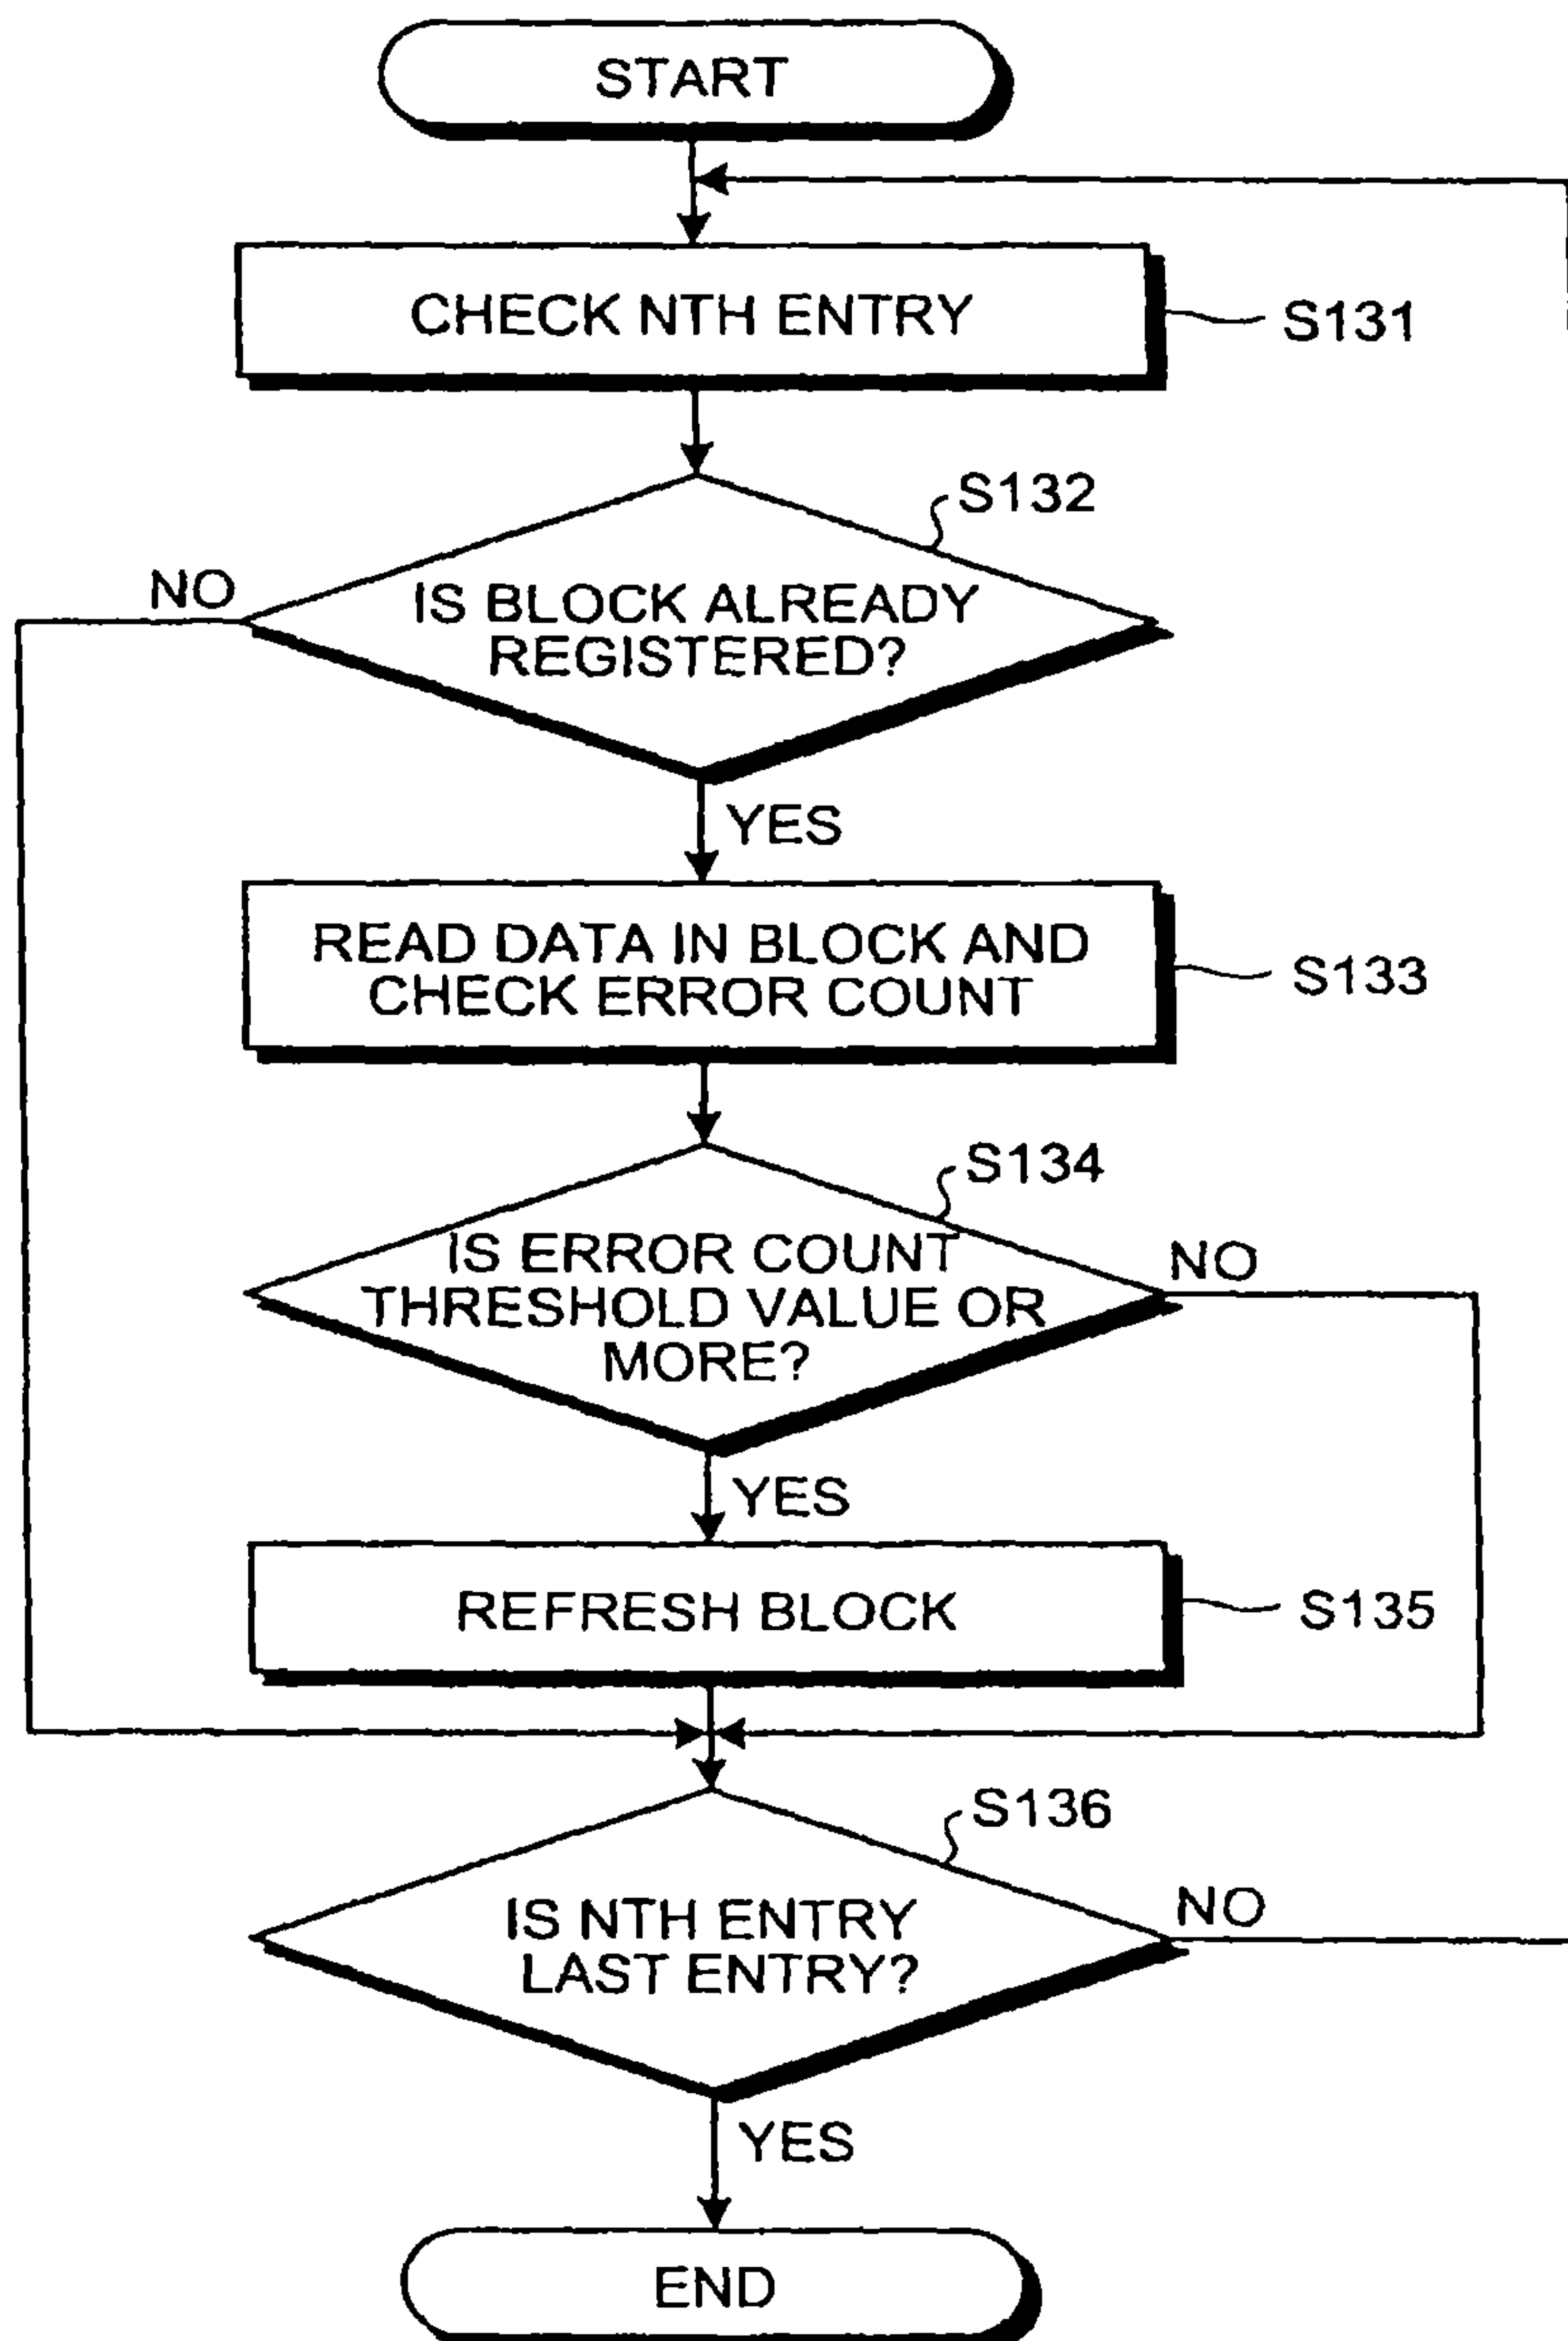 START
CHECK NTH ENTRY
S131
S132
NO
IS BLOCK ALREADY
REGISTERED?
YES
READ DATA IN BLOCK AND
CHECK ERROR COUNT
S133
S134
IS ERROR COUNT
THRESHOLD VALUE OR
MORE?
NO
YES
REFRESH BLOCK
S135
S136
IS NTH ENTRY
LAST ENTRY?
NO
YES
END